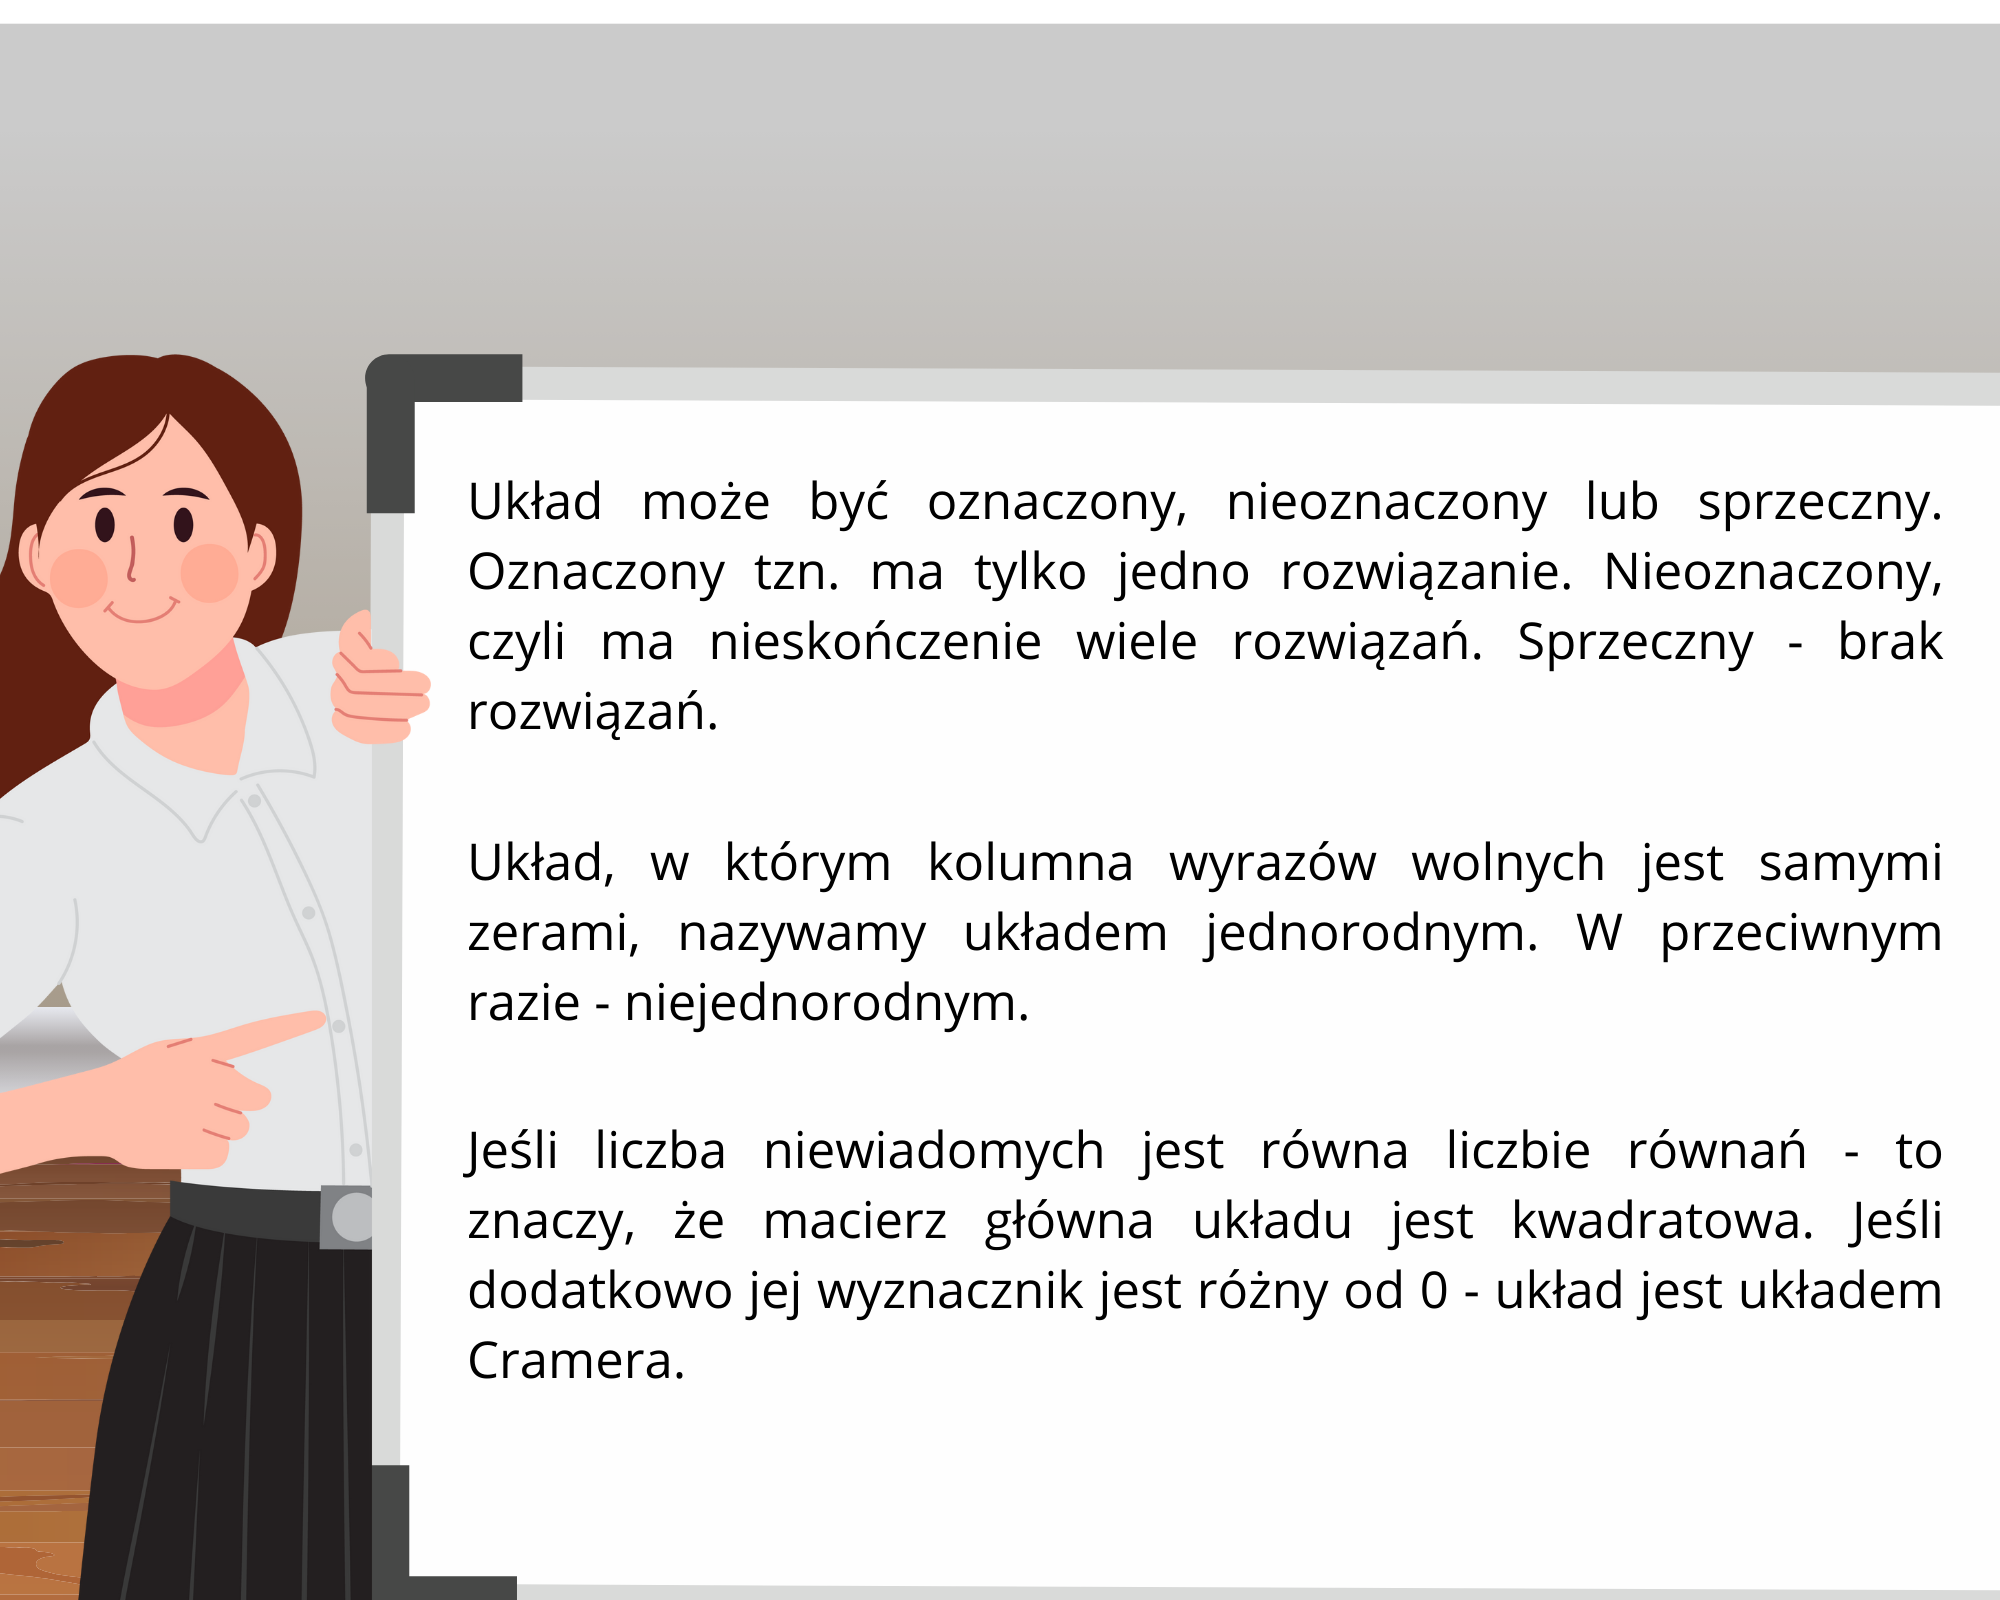 Układ może być oznaczony, nieoznaczony lub sprzeczny.
Oznaczony tzn. ma tylko jedno rozwiązanie. Nieoznaczony,
czyli ma nieskończenie wiele rozwiązań. Sprzeczny - brak
rozwiązań.
Układ, w którym kolumna wyrazów wolnych jest samymi
zerami, nazywamy układem jednorodnym. W przeciwnym
razie - niejednorodnym.
Jeśli liczba niewiadomych jest równa liczbie równań - to
znaczy, że macierz główna układu jest kwadratowa. Jeśli
dodatkowo jej wyznacznik jest różny od 0 - układ jest układem
Cramera.